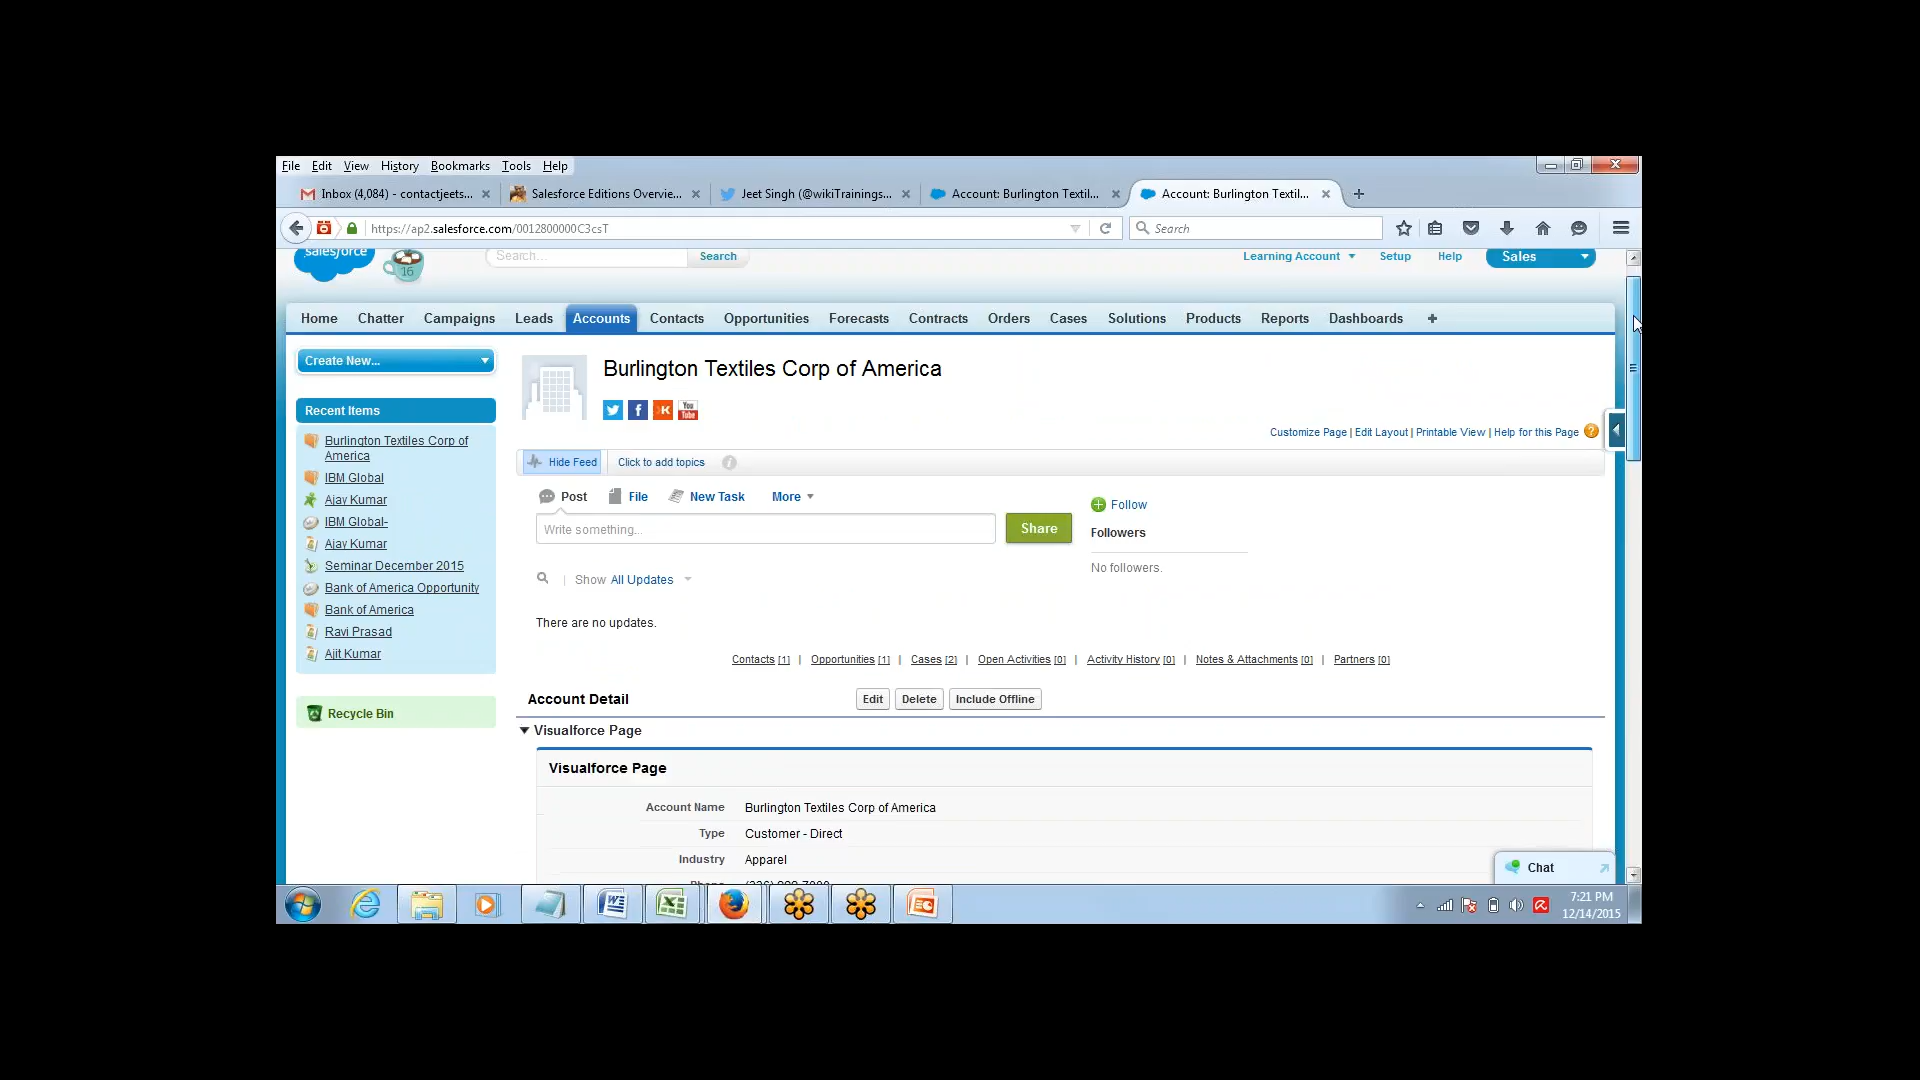 File Edit View History Bookmarks Tools Help
Inbox (4,084) - contactjeets...
Salesforce Editions Overvie...
Jeet Singh (@wikiTrainings...
Account: Burlington Textil...
Account: Burlington Textil...
https://ap2.salesforce.com/0012800000C3csT
Search
salesforce
16
Search...
Search
Learning Account
Setup
Help
Sales
Home Chatter Campaigns Leads Accounts Contacts Opportunities Forecasts Contracts Orders Cases Solutions Products Reports Dashboards +
Create New...
Recent Items
Burlington Textiles Corp of
America
IBM Global
Ajay Kumar
IBM Global-
Ajay Kumar
Seminar December 2015
Bank of America Opportunity
Bank of America
Ravi Prasad
Ajit Kumar
Recycle Bin
Burlington Textiles Corp of America
f
K
You
Tube
Customize Page | Edit Layout | Printable View | Help for this Page ?
Hide Feed
Click to add topics
i
Post File New Task More
Write something...
Share
Follow
Followers
No followers.
Show All Updates
There are no updates.
Contacts [1] | Opportunities [1] | Cases [2] | Open Activities [0] | Activity History [0] | Notes & Attachments [0] | Partners [0]
Account Detail
Edit Delete Include Offline
Visualforce Page
Visualforce Page
Account Name Burlington Textiles Corp of America
Type Customer - Direct
Industry Apparel
Phone
Chat
7:21 PM
12/14/2015